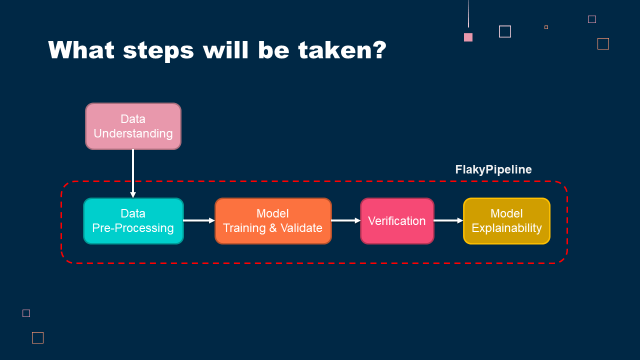 What steps will be taken?
Data
Understanding
FlakyPipeline
Data
Pre-Processing
Model
Training & Validate
Verification
Model
Explainability